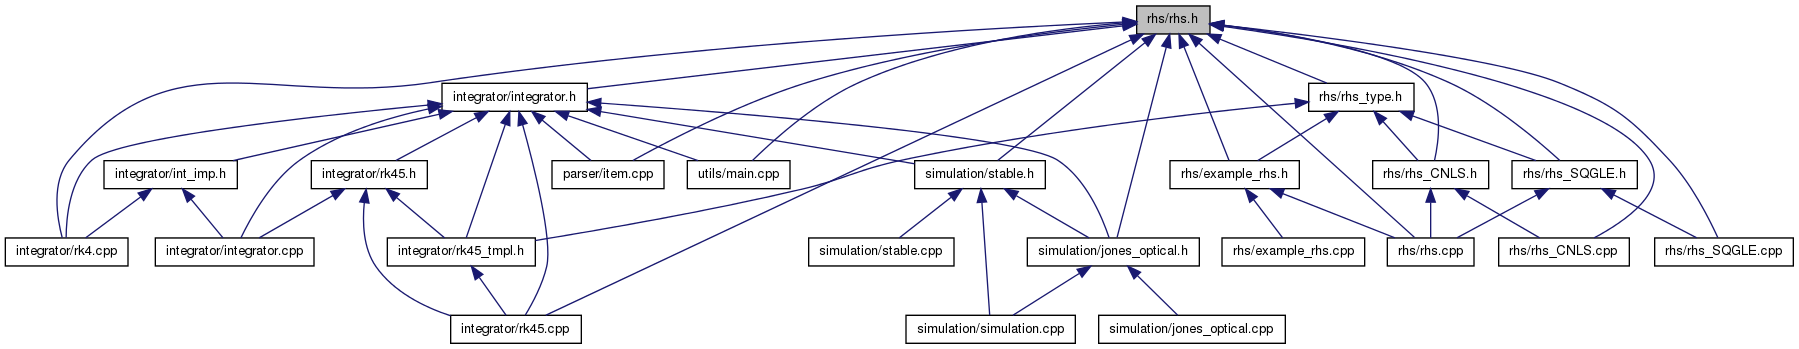 rhs/rhs.h
integrator/integrator.h
rhs/rhs_type.h
integrator/int_imp.h
integrator/rk45.h
parser/item.cpp
utils/main.cpp
simulation/stable.h
rhs/example_rhs.h
rhs/rhs_CNLS.h
rhs/rhs_SQGLE.h
integrator/rk4.cpp
integrator/integrator.cpp
integrator/rk45_tmpl.h
simulation/stable.cpp
simulation/jones_optical.h
rhs/example_rhs.cpp
rhs/rhs.cpp
rhs/rhs_CNLS.cpp
rhs/rhs_SQGLE.cpp
integrator/rk45.cpp
simulation/simulation.cpp
simulation/jones_optical.cpp